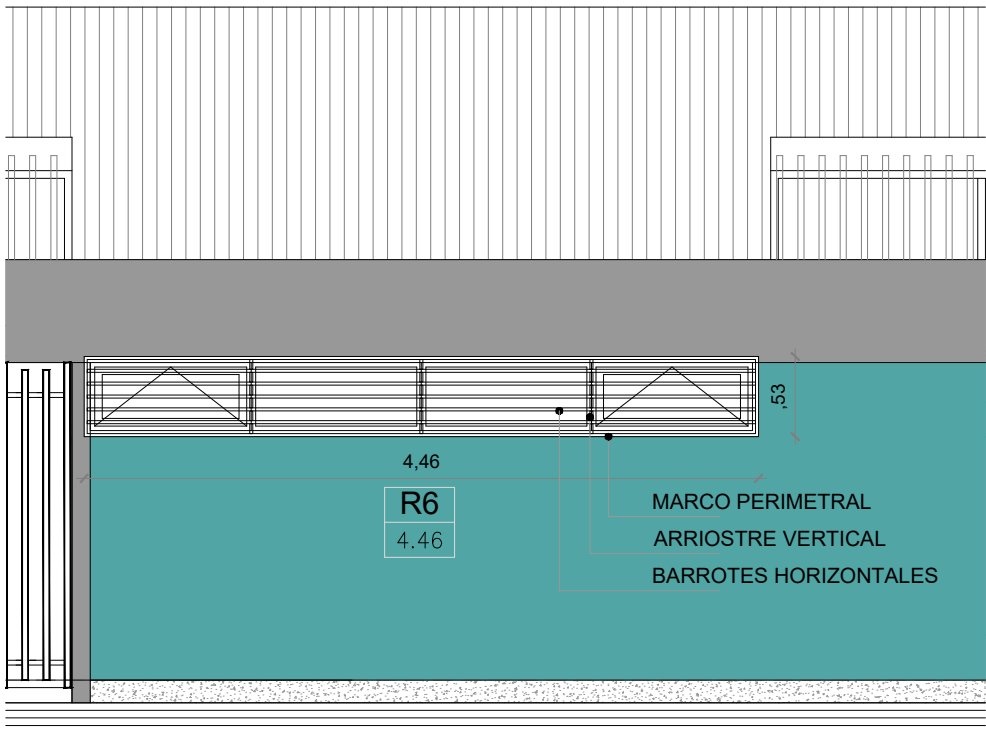 ,53
4,46
R6
4.46
MARCO PERIMETRAL
ARRIOSTRE VERTICAL
BARROTES HORIZONTALES